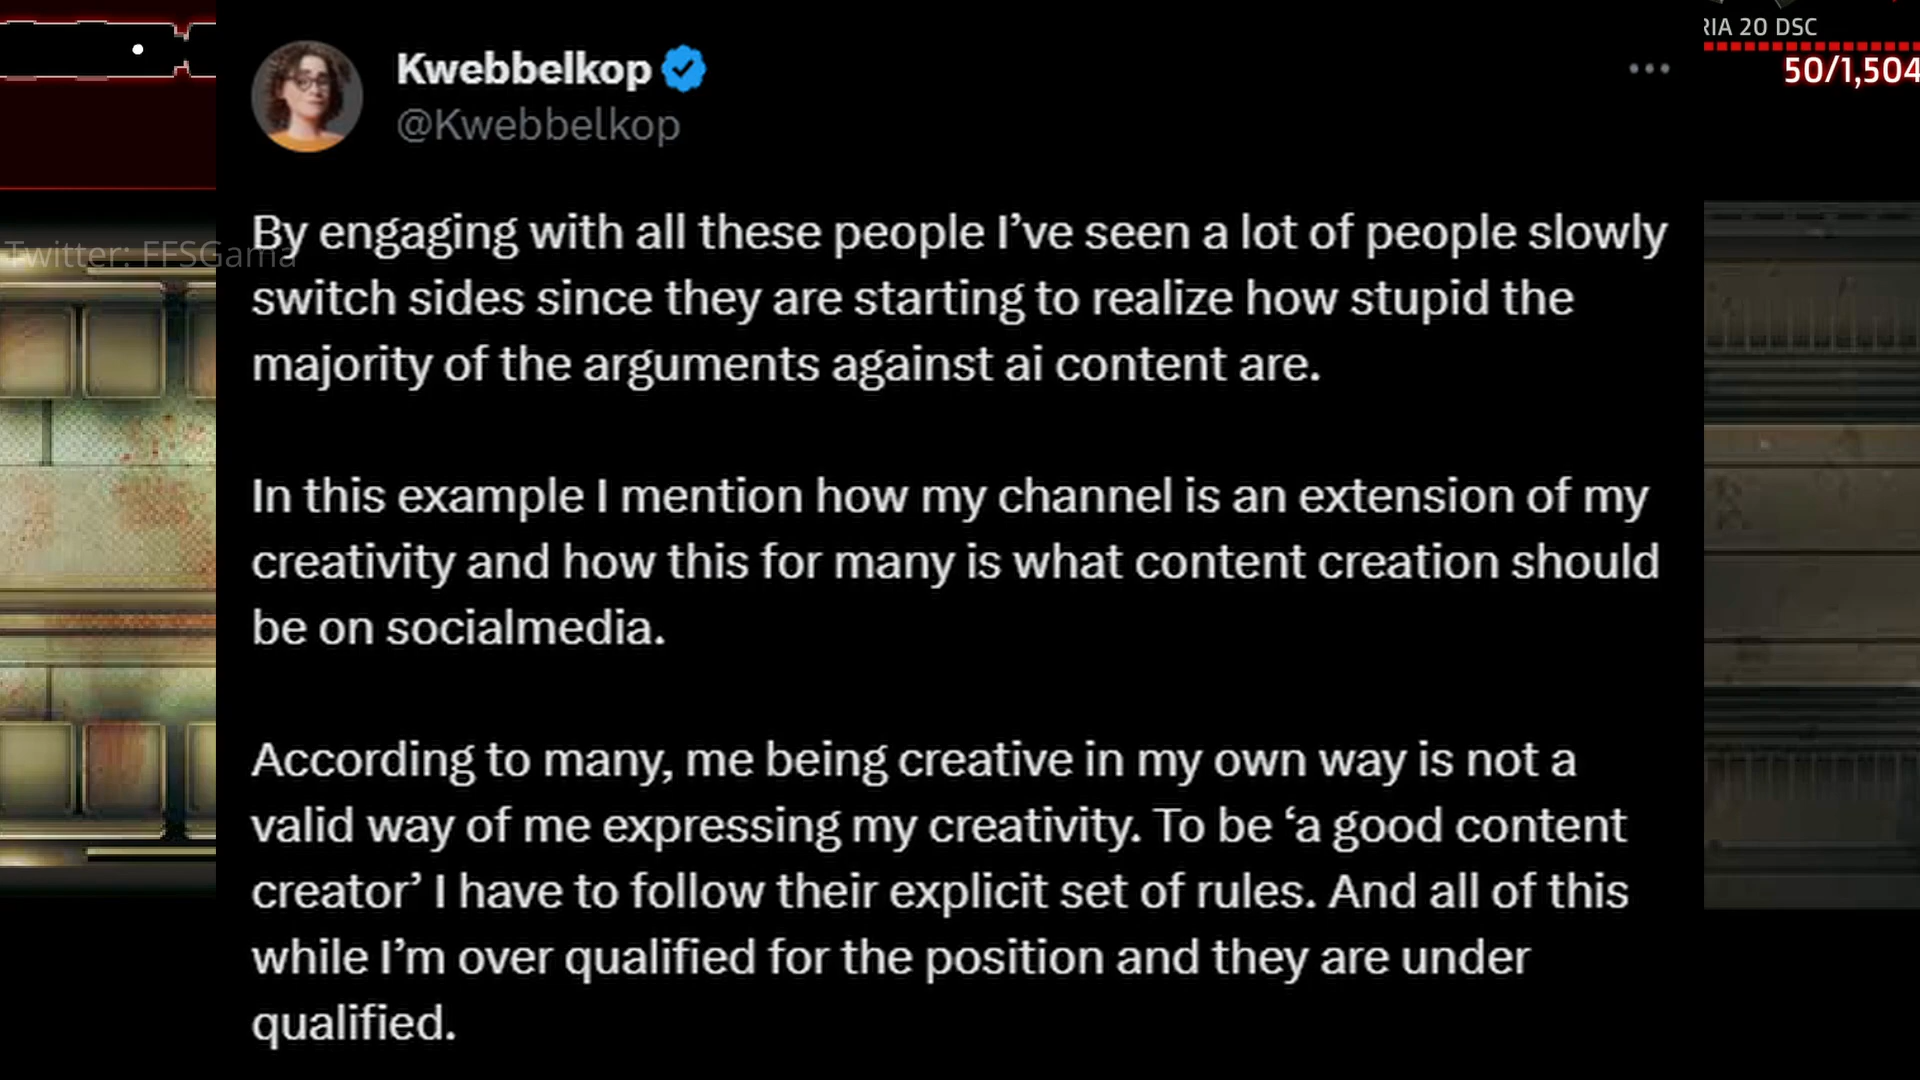 RIA 20 DSC
50/1,504
Kwebbelkop
@Kwebbelkop
By engaging with all these people I’ve seen a lot of people slowly
switch sides since they are starting to realize how stupid the
majority of the arguments against ai content are.
Twitter: FFSGama
In this example I mention how my channel is an extension of my
creativity and how this for many is what content creation should
be on socialmedia.
According to many, me being creative in my own way is not a
valid way of me expressing my creativity. To be ‘a good content
creator’ I have to follow their explicit set of rules. And all of this
while I’m over qualified for the position and they are under
qualified.